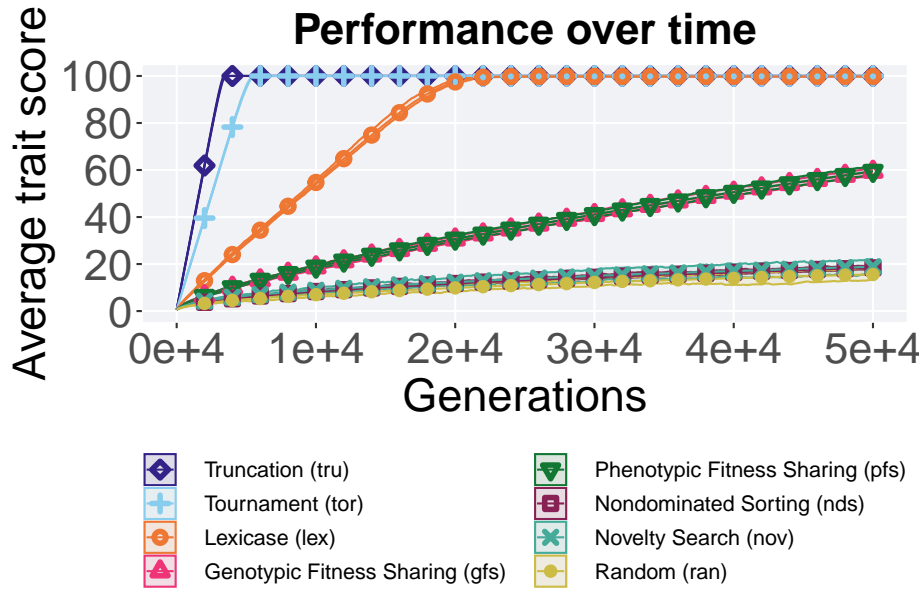 Performance over time
Average trait score
100
80
60
40
20
0
0e+4 1e+4 2e+4 3e+4 4e+4 5e+4
Generations
Truncation (tru)
Tournament (tor)
Lexicase (lex)
Genotypic Fitness Sharing (gfs)
Phenotypic Fitness Sharing (pfs)
Nondominated Sorting (nds)
Novelty Search (nov)
Random (ran)